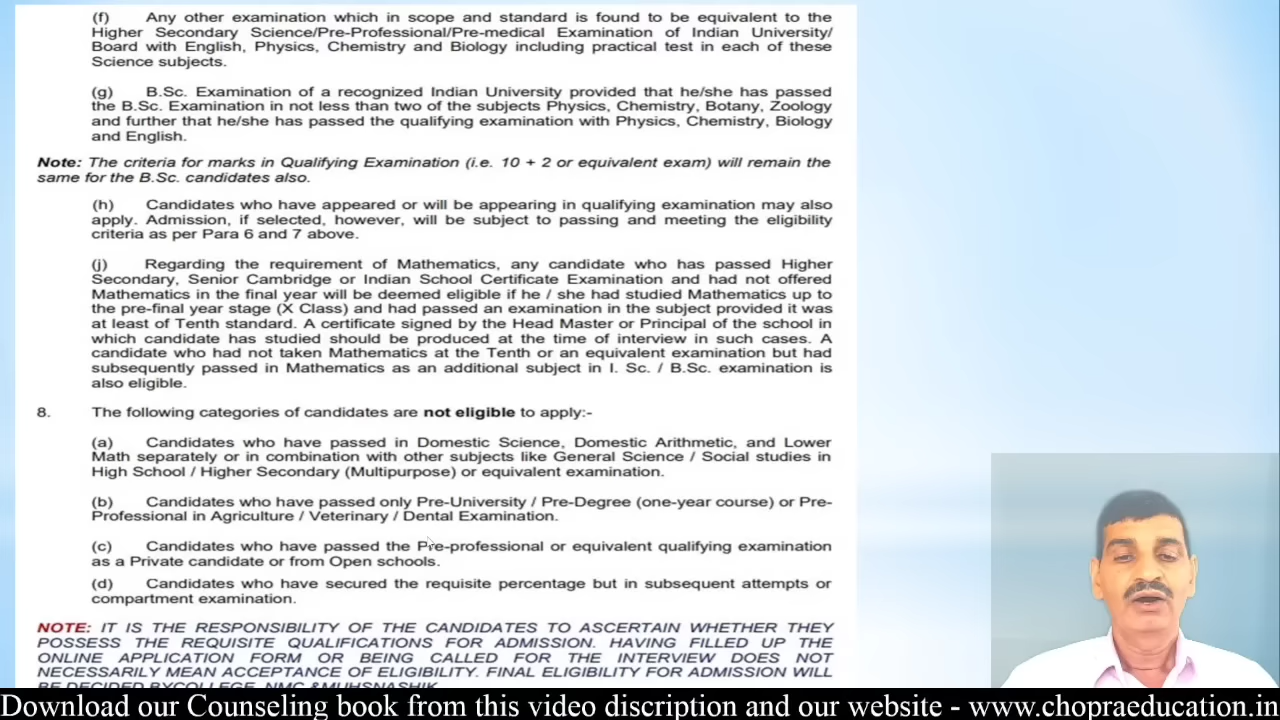 (f) Any other examination which in scope and standard is found to be equivalent to the
Higher Secondary Science/Pre-Professional/Pre-medical Examination of Indian University/
Board with English, Physics, Chemistry and Biology including practical test in each of these
Science subjects.
(g) B.Sc. Examination of a recognized Indian University provided that he/she has passed
the B.Sc. Examination in not less than two of the subjects Physics, Chemistry, Botany, Zoology
and further that he/she has passed the qualifying examination with Physics, Chemistry, Biology
and English.
Note: The criteria for marks in Qualifying Examination (i.e. 10 + 2 or equivalent exam) will remain the
same for the B.Sc. candidates also.
(h) Candidates who have appeared or will be appearing in qualifying examination may also
apply. Admission, if selected, however, will be subject to passing and meeting the eligibility
criteria as per Para 6 and 7 above.
(j) Regarding the requirement of Mathematics, any candidate who has passed Higher
Secondary, Senior Cambridge or Indian School Certificate Examination and had not offered
Mathematics in the final year will be deemed eligible if he / she had studied Mathematics up to
the pre-final year stage (X Class) and had passed an examination in the subject provided it was
at least of Tenth standard. A certificate signed by the Head Master or Principal of the school in
which candidate has studied should be produced at the time of interview in such cases. A
candidate who had not taken Mathematics at the Tenth or an equivalent examination but had
subsequently passed in Mathematics as an additional subject in I. Sc. / B.Sc. examination is
also eligible.
8. The following categories of candidates are not eligible to apply:-
(a) Candidates who have passed in Domestic Science, Domestic Arithmetic, and Lower
Math separately or in combination with other subjects like General Science / Social studies in
High School / Higher Secondary (Multipurpose) or equivalent examination.
(b) Candidates who have passed only Pre-University / Pre-Degree (one-year course) or Pre-
Professional in Agriculture / Veterinary / Dental Examination.
(c) Candidates who have passed the Pre-professional or equivalent qualifying examination
as a Private candidate or from Open schools.
(d) Candidates who have secured the requisite percentage but in subsequent attempts or
compartment examination.
NOTE: IT IS THE RESPONSIBILITY OF THE CANDIDATES TO ASCERTAIN WHETHER THEY
POSSESS THE REQUISITE QUALIFICATIONS FOR ADMISSION. HAVING FILLED UP THE
ONLINE APPLICATION FORM OR BEING CALLED FOR THE INTERVIEW DOES NOT
NECESSARILY MEAN ACCEPTANCE OF ELIGIBILITY. FINAL ELIGIBILITY FOR ADMISSION WILL
BE DECIDED BYCOLLEGE, NMC &MUHSNASHIK
Download our Counseling book from this video discription and our website - www.chopraeducation.in